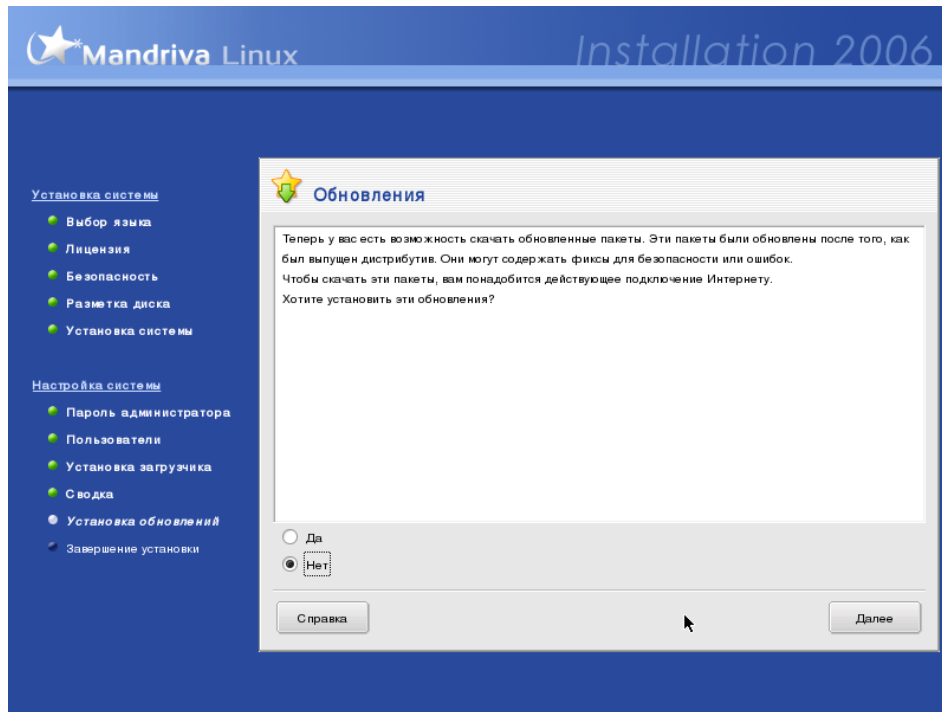 Mandriva Linux
Installation 2006
Установка системы
Выбор языка
Лицензия
Безопасность
Разметка диска
Установка системы
Настройка системы
Пароль администратора
Пользователи
Установка загрузчика
Сводка
Установка обновлений
Завершение установки
Обновления
Теперь у вас есть возможность скачать обновленные пакеты. Эти пакеты были обновлены после того, как
был выпущен дистрибутив. Они могут содержать фиксы для безопасности или ошибок.
Чтобы скачать эти пакеты, вам понадобится действующее подключение Интернету.
Хотите установить эти обновления?
Да
Нет
Справка
Далее